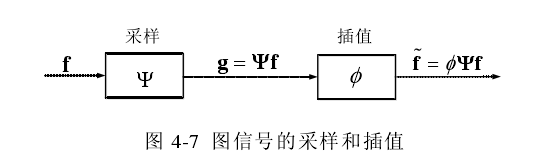 采样 插值
f Ψ g = Ψf ϕ f̃ = ϕΨf
图 4-7 图信号的采样和插值